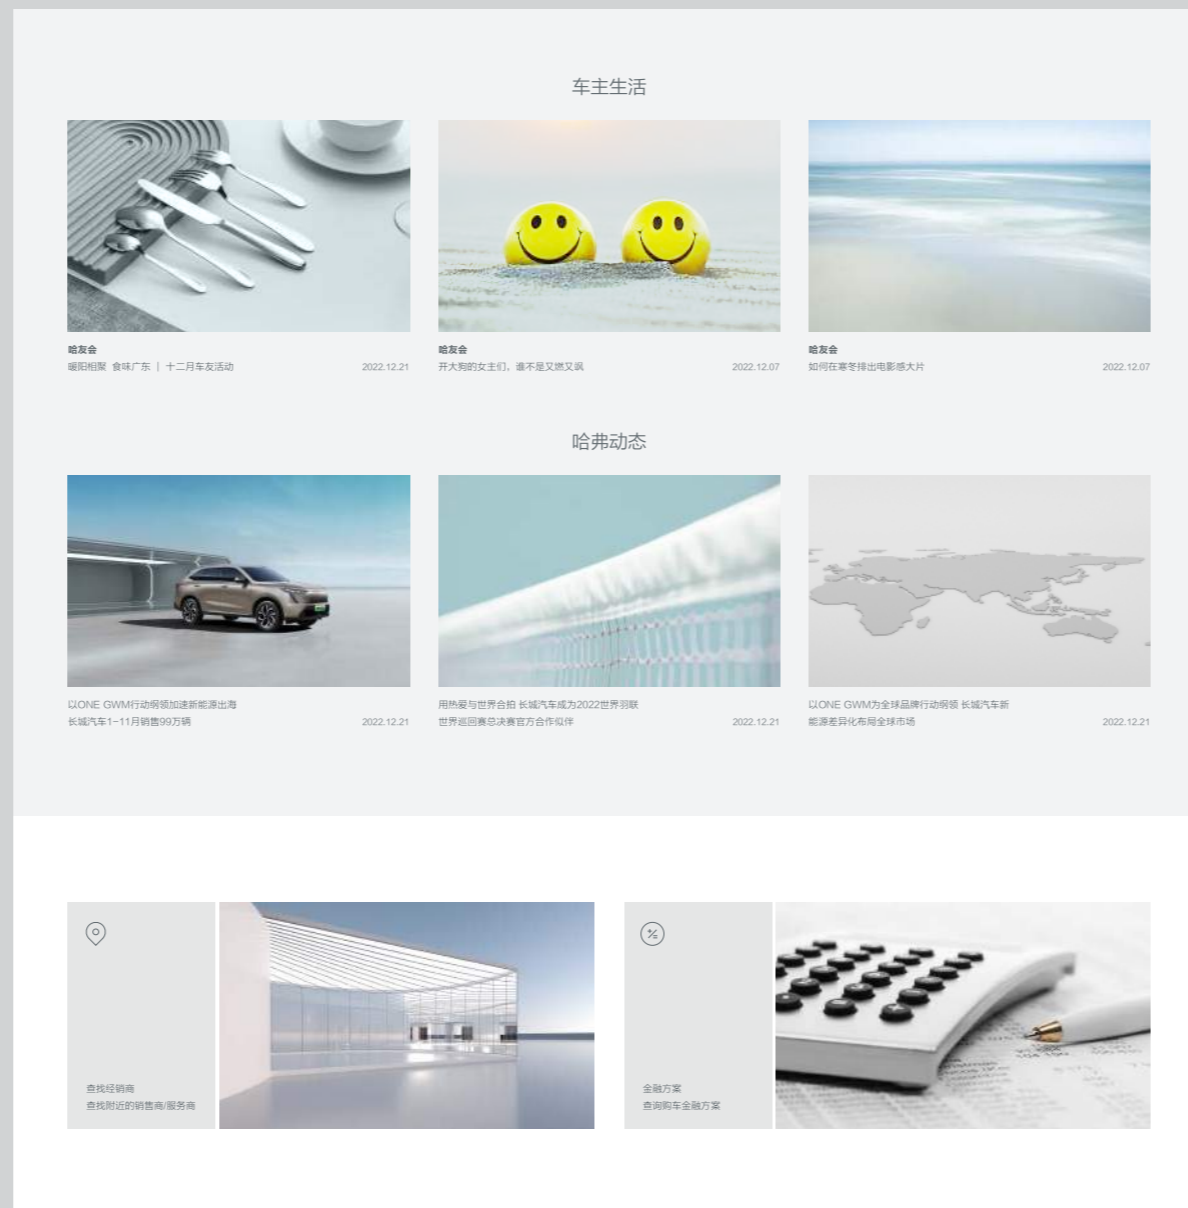 车主生活
哈友会
暖阳相聚 食味广东 | 十二月车友活动 2022.12.21
哈友会
开大狗的女主们，谁不是又燃又飒 2022.12.07
哈友会
如何在寒冬排出电影感大片 2022.12.07
哈弗动态
以ONE GWM行动纲领加速新能源出海
长城汽车1-11月销售99万辆 2022.12.21
用热爱与世界合拍 长城汽车成为2022世界羽联
世界巡回赛总决赛官方合作似伴 2022.12.21
以ONE GWM为全球品牌行动纲领 长城汽车新
能源差异化布局全球市场 2022.12.21
查找经销商
查找附近的销售商/服务商
金融方案
查询购车金融方案